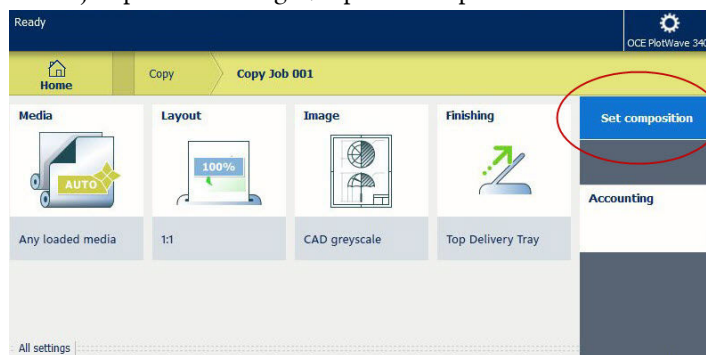 Ready
OCE PlotWave 340
Home
Copy
Copy Job 001
Media
Layout
Image
Finishing
Set composition
AUTO
100%
Accounting
Any loaded media
1:1
CAD greyscale
Top Delivery Tray
All settings